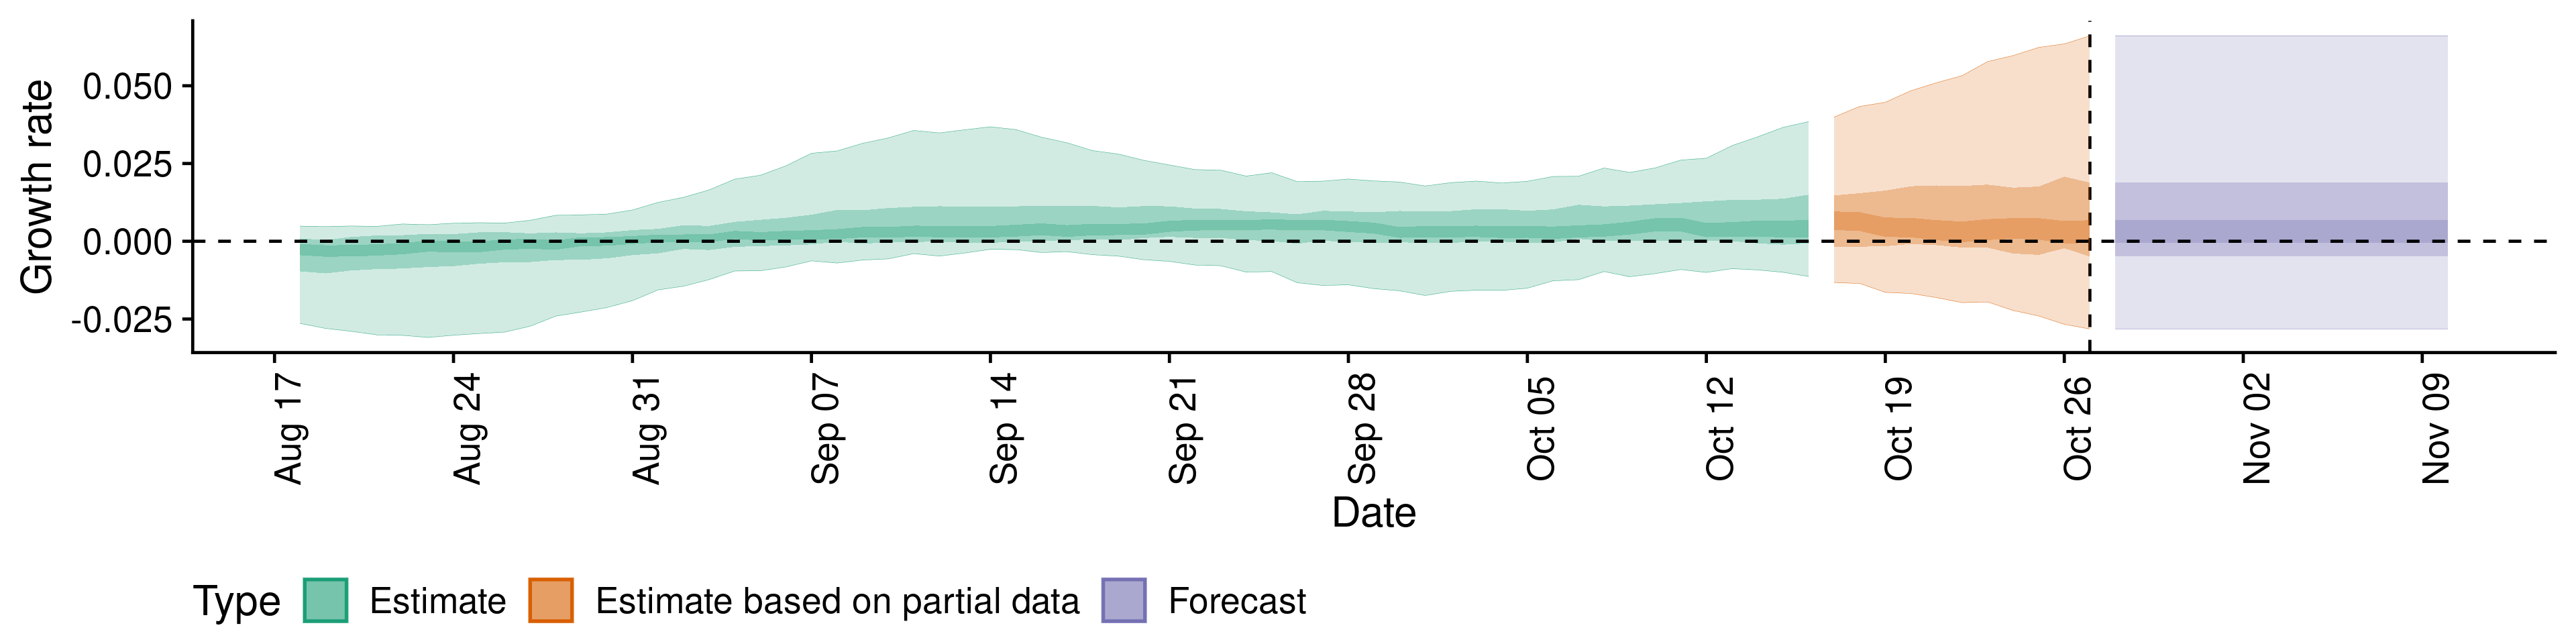 Growth rate
0.050
0.025
0.000
-0.025
Aug 17
Aug 24
Aug 31
Sep 07
Sep 14
Sep 21
Sep 28
Oct 05
Oct 12
Oct 19
Oct 26
Nov 02
Nov 09
Date
Type Estimate Estimate based on partial data Forecast